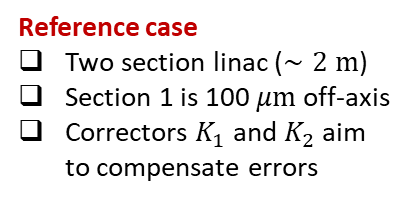 Reference case
❑ Two section linac (~ 2 m)
❑ Section 1 is 100 μm off-axis
❑ Correctors K₁ and K₂ aim
to compensate errors